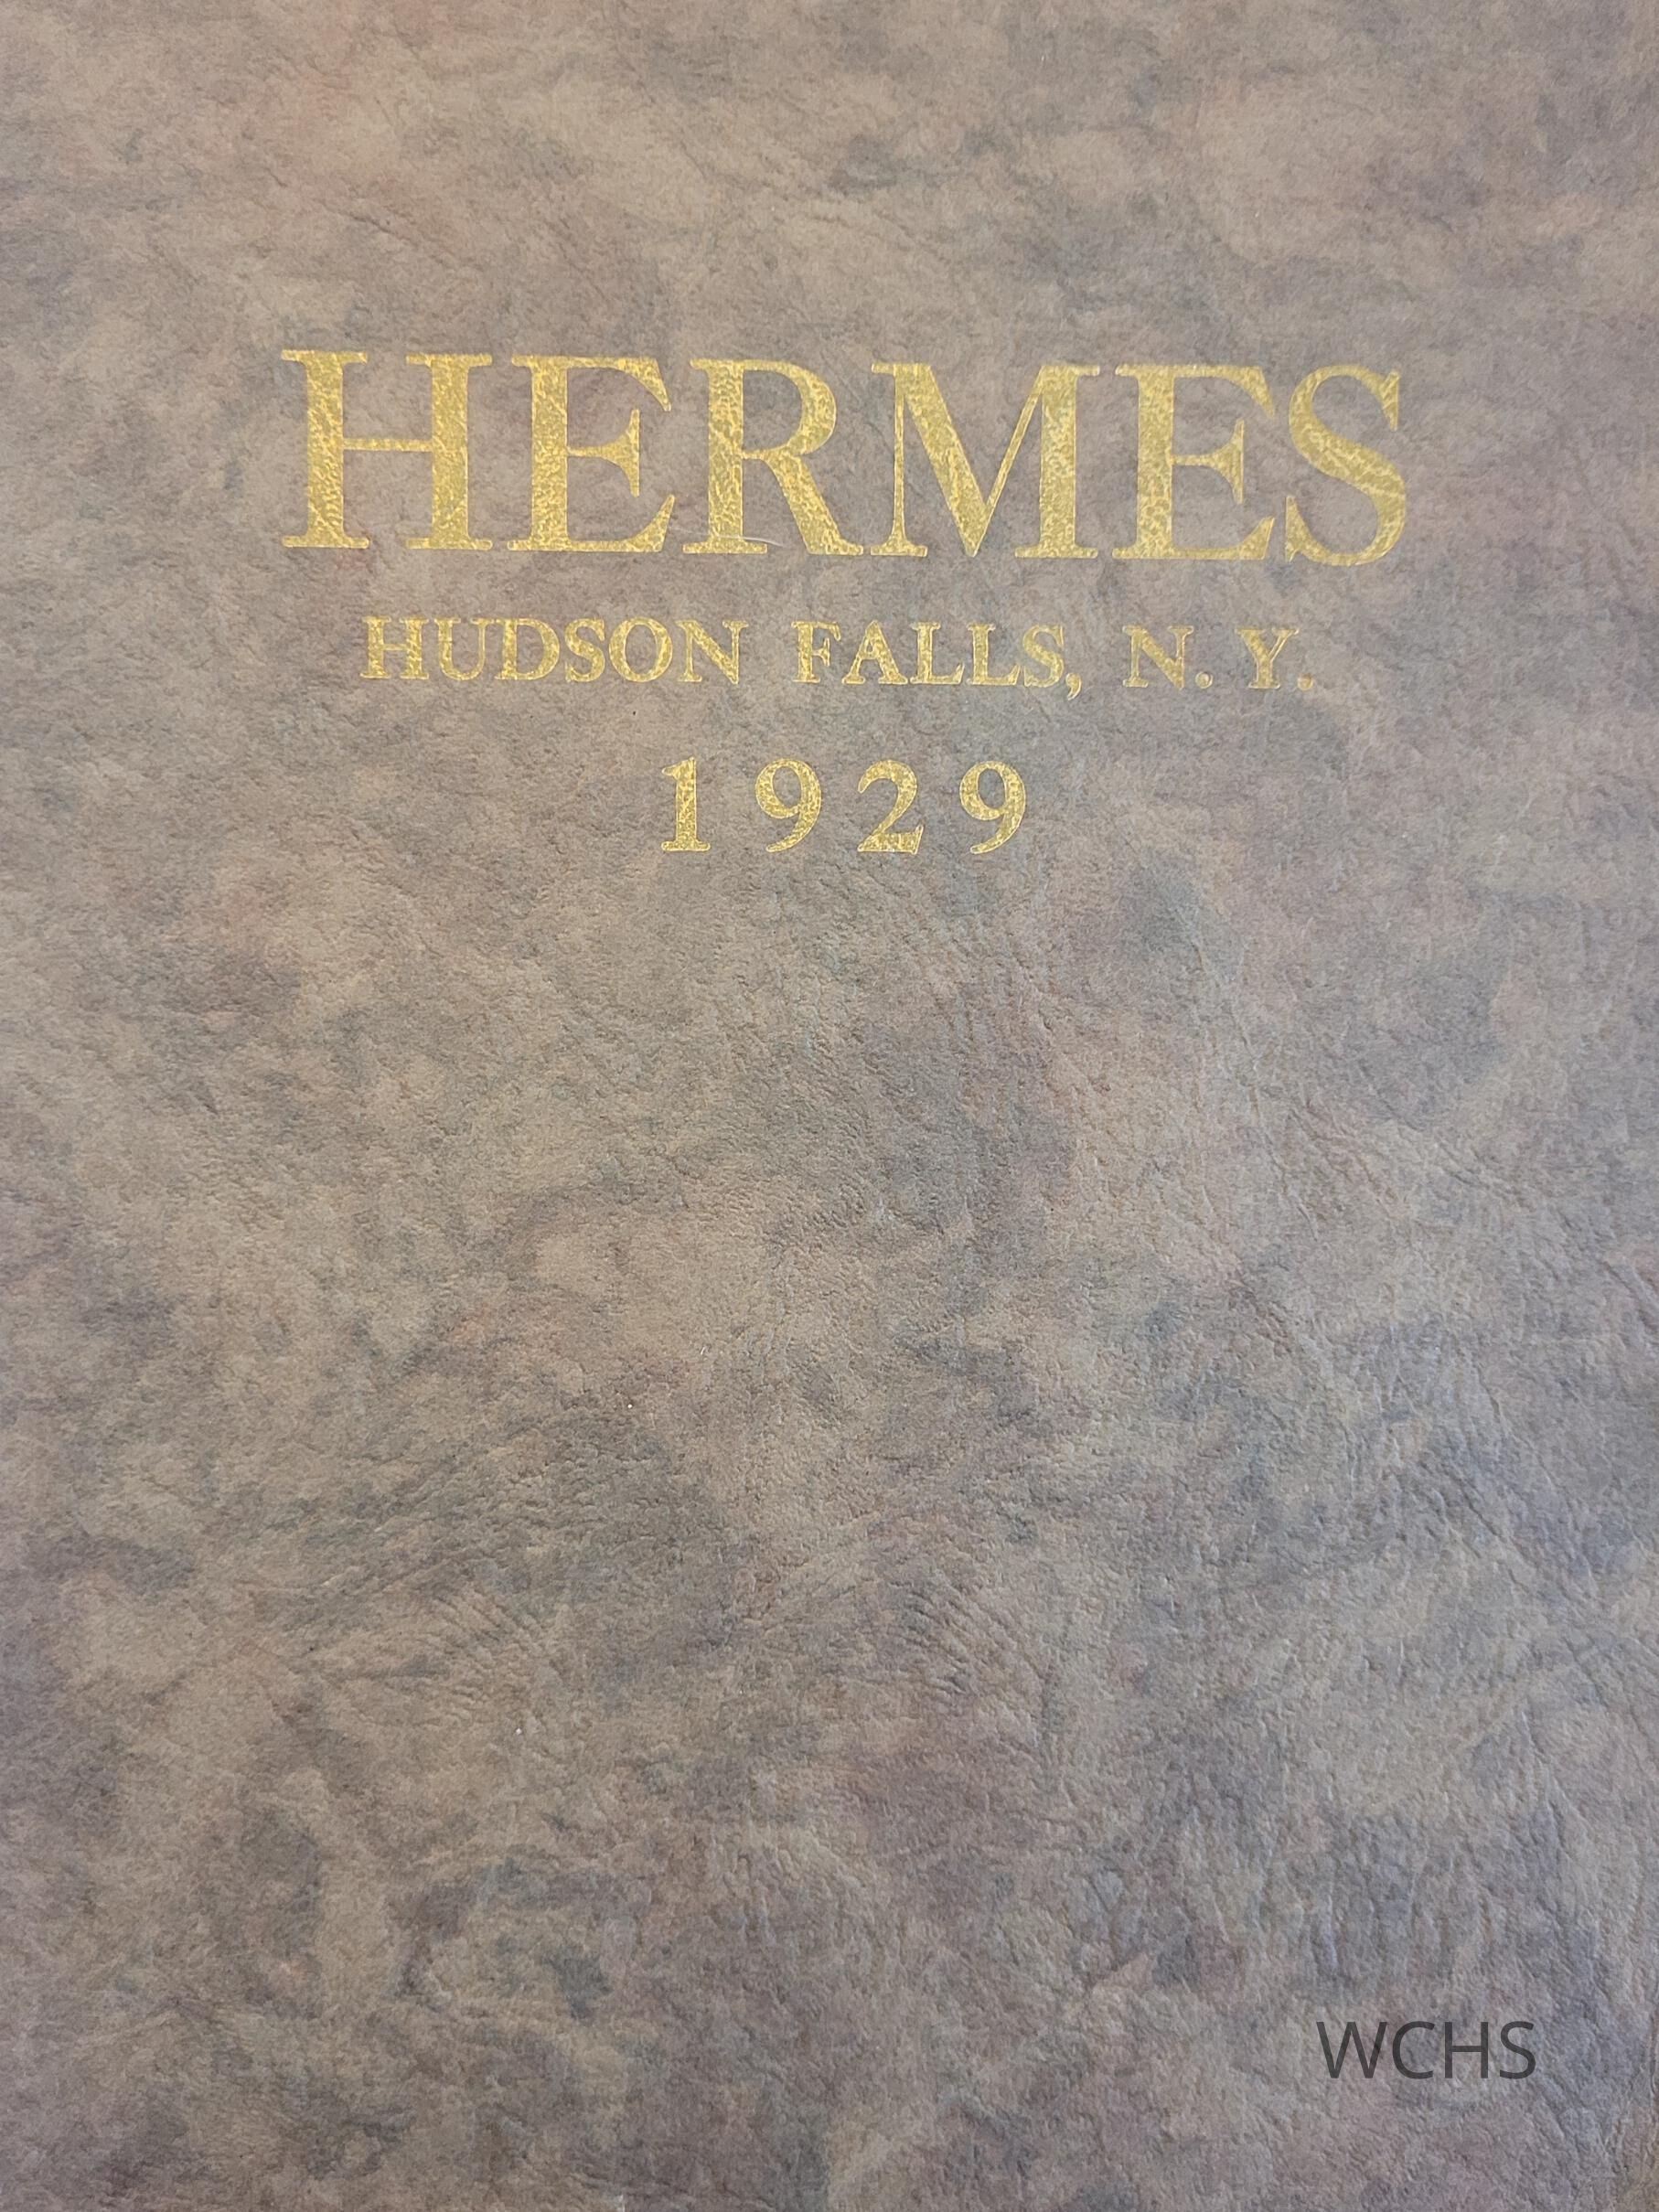 HERMES
HUDSON FALLS, N. Y.
1929
WCHS